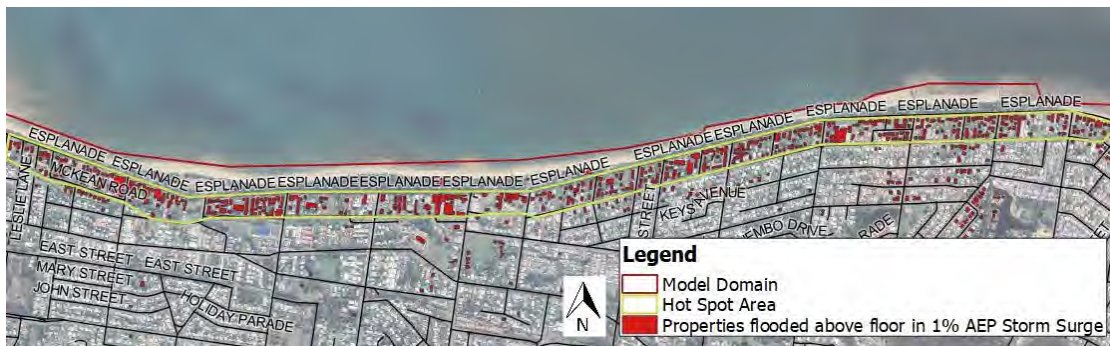 ESPLANADE
ESPLANADE
ESPLANADE
ESPLANADE
ESPLANADE
ESPLANADE
ESPLANADE
ESPLANADE
ESPLANADE
ESPLANADE
ESPLANADE
ESPLANADE
MCKEAN ROAD
LESLIE LANE
STREET
KEYS AVENUE
EMBO DRIVE
RADE
EAST STREET
EAST STREET
MARY STREET
JOHN STREET
HOLIDAY PARADE
N
Legend
Model Domain
Hot Spot Area
Properties flooded above floor in 1% AEP Storm Surge